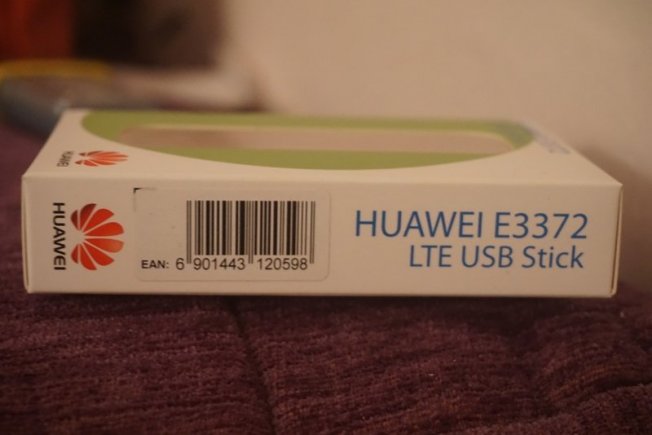 HUAWEI
HUAWEI
EAN: 6 901443 120598
HUAWEI E3372
LTE USB Stick